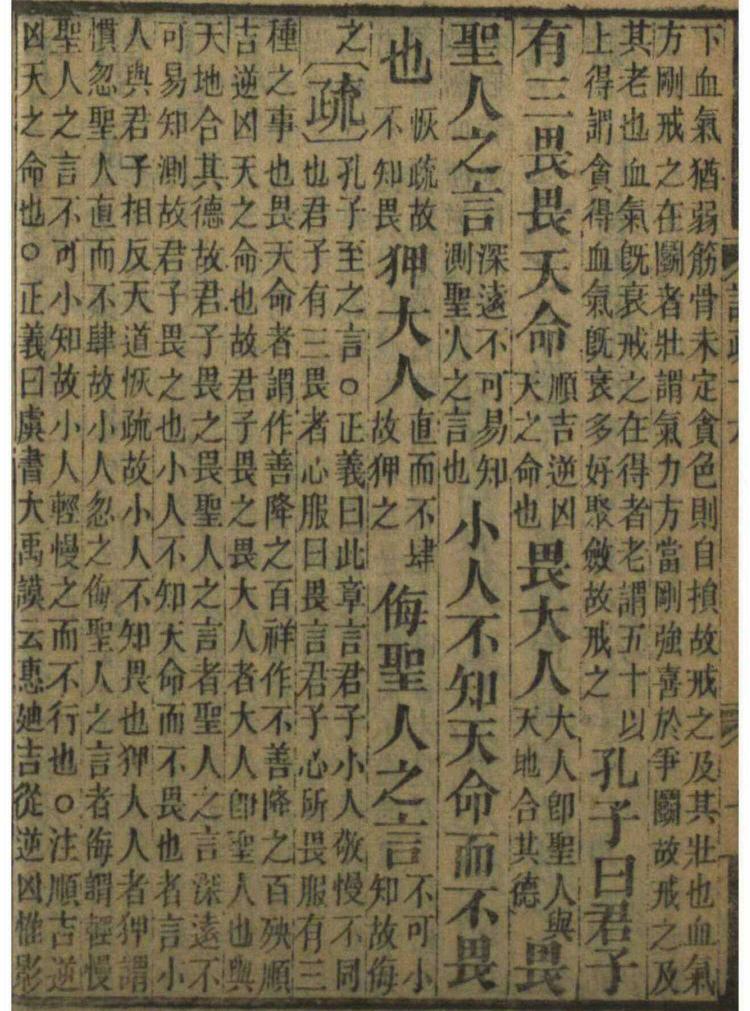 下血氣猶弱筋骨未定貪色則自損故戒之及其壯也血氣
方剛戒之在鬬者壯謂氣力方當剛強喜於爭鬬故戒之及
其老也血氣旣衰戒之在得者老謂五十以
上得謂貪得血氣旣衰多好聚斂故戒之
孔子曰君子
有三畏畏天命
順吉逆凶
天之命也
畏大人
大人卽聖人與
天地合其德
畏
聖人之言
深遠不可易知
測聖人之言也
小人不知天命而不畏
也
恢疏故
不知畏
狎大人
直而不肆
故狎之
侮聖人之言
不可小
知故侮
之
疏
孔子至之言○正義曰此章言君子小人敬慢不同
也君子有三畏者心服曰畏言君子心所畏服有三
種之事也畏天命者謂作善降之百祥作不善降之百殃順
吉逆凶天之命也故君子畏之畏大人者大人卽聖人也與
天地合其德故君子畏之畏聖人之言者聖人之言深遠不
可易知測故君子畏之也小人不知天命而不畏也者言小
人與君子相反天道恢疏故小人不知畏也狎大人者狎謂
慣忽聖人直而不肆故小人忽之侮聖人之言者侮謂輕慢
聖人之言不可小知故小人輕慢之而不行也○注順吉逆
凶天之命也○正義曰虞書大禹謨云惠廸吉從逆凶惟影